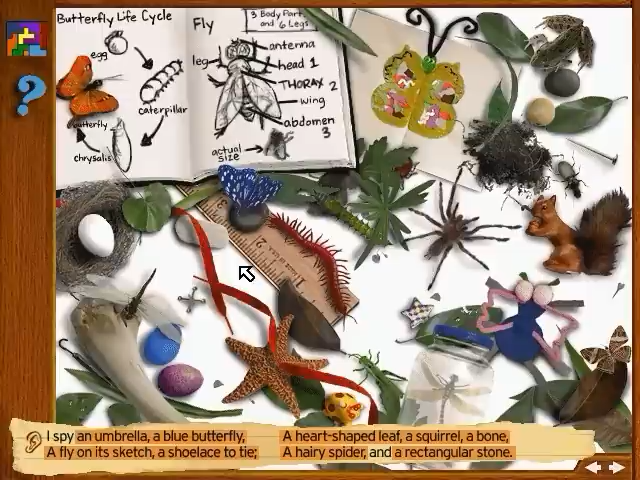 Butterfly Life Cycle
egg
caterpillar
butterfly
chrysalis
Fly
3 Body Parts
and 6 Legs
antenna
leg
head 1
THORAX 2
wing
abdomen
3
actual
size
I spy an umbrella, a blue butterfly,
A fly on its sketch, a shoelace to tie;
A heart-shaped leaf, a squirrel, a bone,
A hairy spider, and a rectangular stone.
?